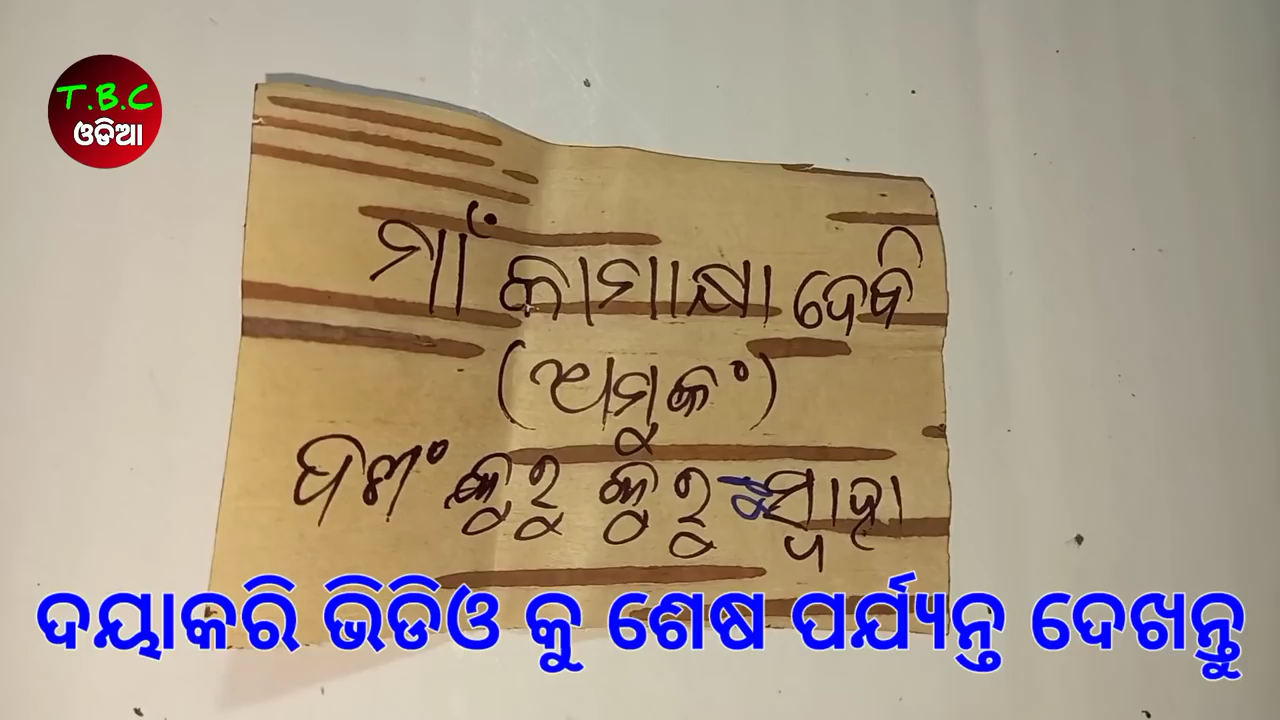 T.B.C
ଓଡିଆ
ମାଁ କାମାକ୍ଷା ଦେବି
(ଅମୁକଂ)
କୁରୁ କୁରୁ ସ୍ୱାହା
ଦୟାକରି ଭିଡିଓ କୁ ଶେଷ ପର୍ଯ୍ୟନ୍ତ ଦେଖନ୍ତୁ